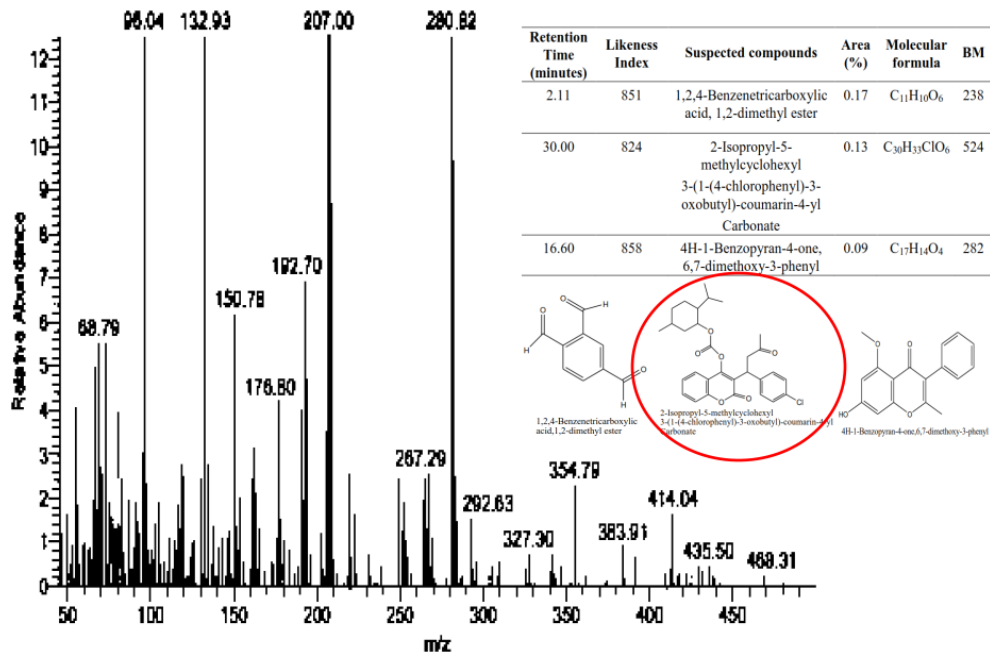 96.04 132.93 207.00 280.82
192.70
150.78
68.79
176.80
267.29
292.63
327.30
354.79
383.91
414.04
435.50
468.31
Relative Abundance
12
11
10
9
8
7
6
5
4
3
2
1
0
50 100 150 200 250 300 350 400 450
m/z
Retention Time (minutes) Likeness Index Suspected compounds Area (%) Molecular formula BM
2.11 851 1,2,4-Benzenetricarboxylic 0.17 C₁₁H₁₀O₆ 238
acid, 1,2-dimethyl ester
30.00 824 2-Isopropyl-5- 0.13 C₃₀H₃₃ClO₆ 524
methylcyclohexyl
3-(1-(4-chlorophenyl)-3-
oxobutyl)-coumarin-4-yl
Carbonate
16.60 858 4H-1-Benzopyran-4-one, 0.09 C₁₇H₁₄O₄ 282
6,7-dimethoxy-3-phenyl
O H O H O H
1,2,4-Benzenetricarboxylic
acid,1,2-dimethyl ester
O O O O O O Cl
2-Isopropyl-5-methylcyclohexyl
3-(1-(4-chlorophenyl)-3-oxobutyl)-coumarin-4-yl
Carbonate
O O HO O
4H-1-Benzopyran-4-one,6,7-dimethoxy-3-phenyl